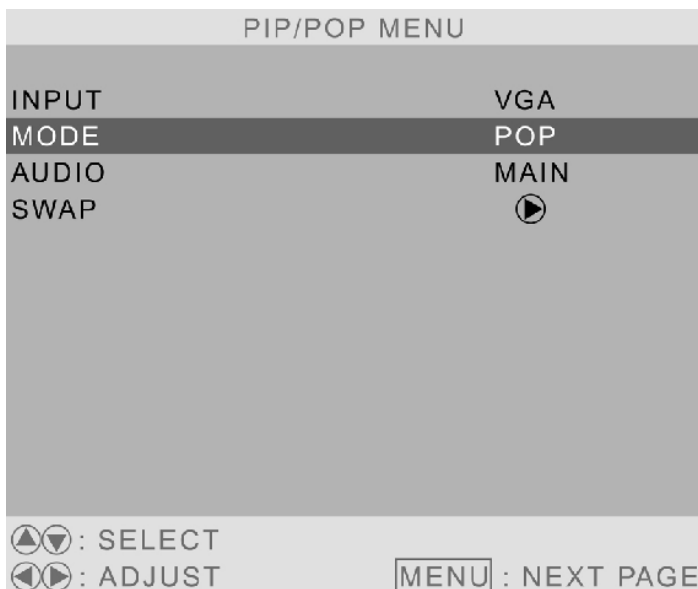 PIP/POP MENU
INPUT VGA
MODE POP
AUDIO MAIN
SWAP
: SELECT
: ADJUST MENU : NEXT PAGE